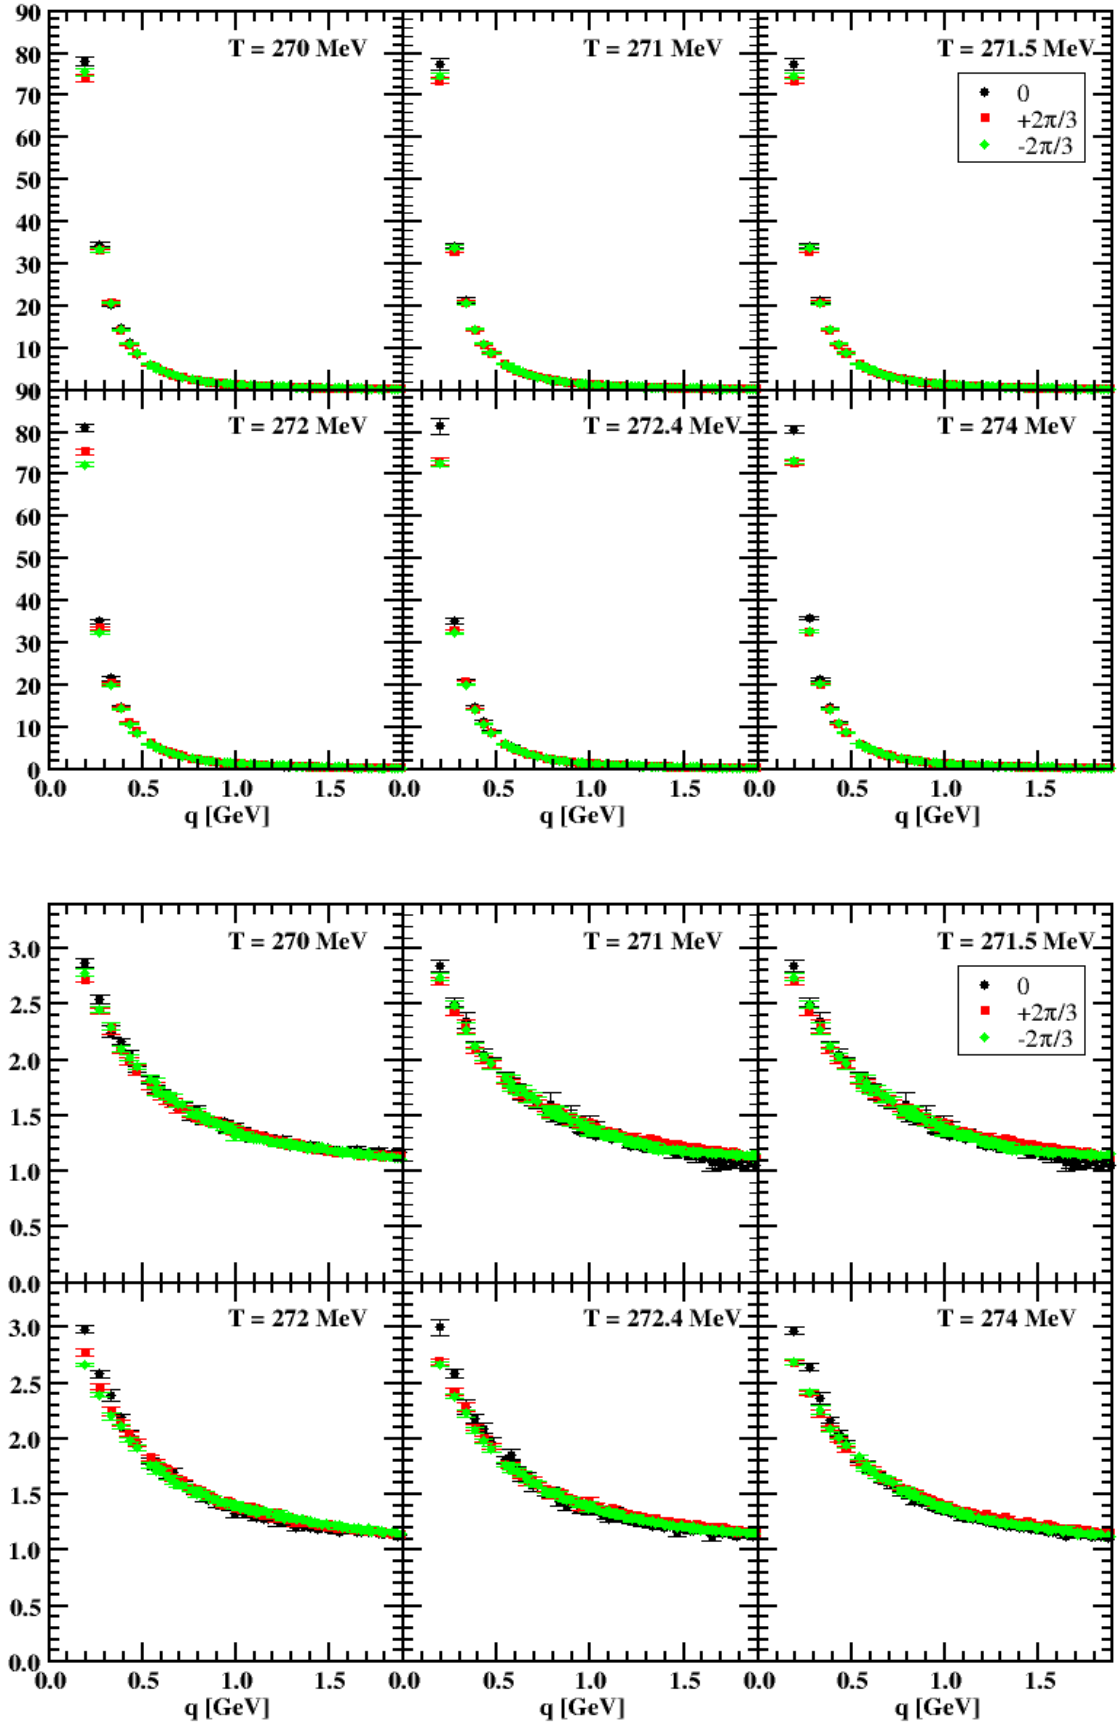 90
80
70
60
50
40
30
20
10
T = 270 MeV
T = 271 MeV
T = 271.5 MeV
0
+2π/3
-2π/3
90
80
70
60
50
40
30
20
10
0
T = 272 MeV
T = 272.4 MeV
T = 274 MeV
0.0 0.5 1.0 1.5 0.0 0.5 1.0 1.5 0.0 0.5 1.0 1.5
q [GeV] q [GeV] q [GeV]
3.0
2.5
2.0
1.5
1.0
0.5
0.0
T = 270 MeV
T = 271 MeV
T = 271.5 MeV
0
+2π/3
-2π/3
3.0
2.5
2.0
1.5
1.0
0.5
0.0
T = 272 MeV
T = 272.4 MeV
T = 274 MeV
0.0 0.5 1.0 1.5 0.0 0.5 1.0 1.5 0.0 0.5 1.0 1.5
q [GeV] q [GeV] q [GeV]